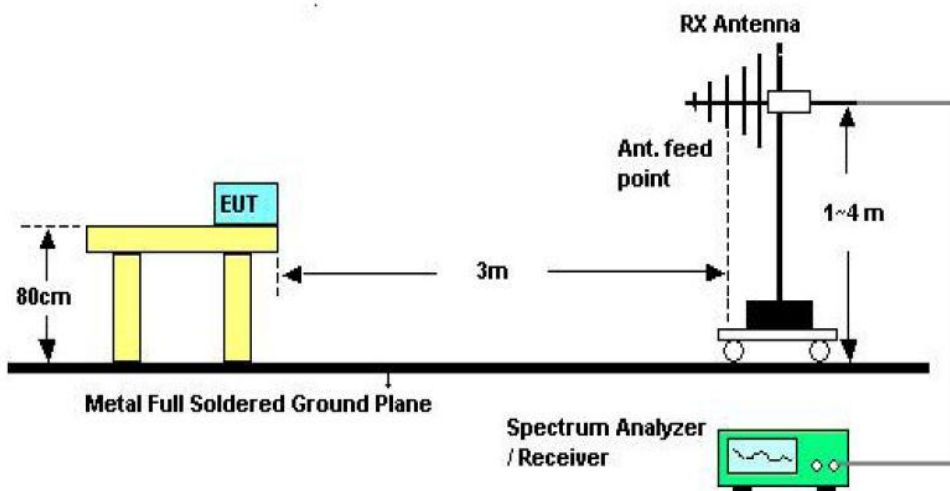 RX Antenna
Ant. feed
point
EUT
1~4 m
3m
80cm
Metal Full Soldered Ground Plane
Spectrum Analyzer
/ Receiver